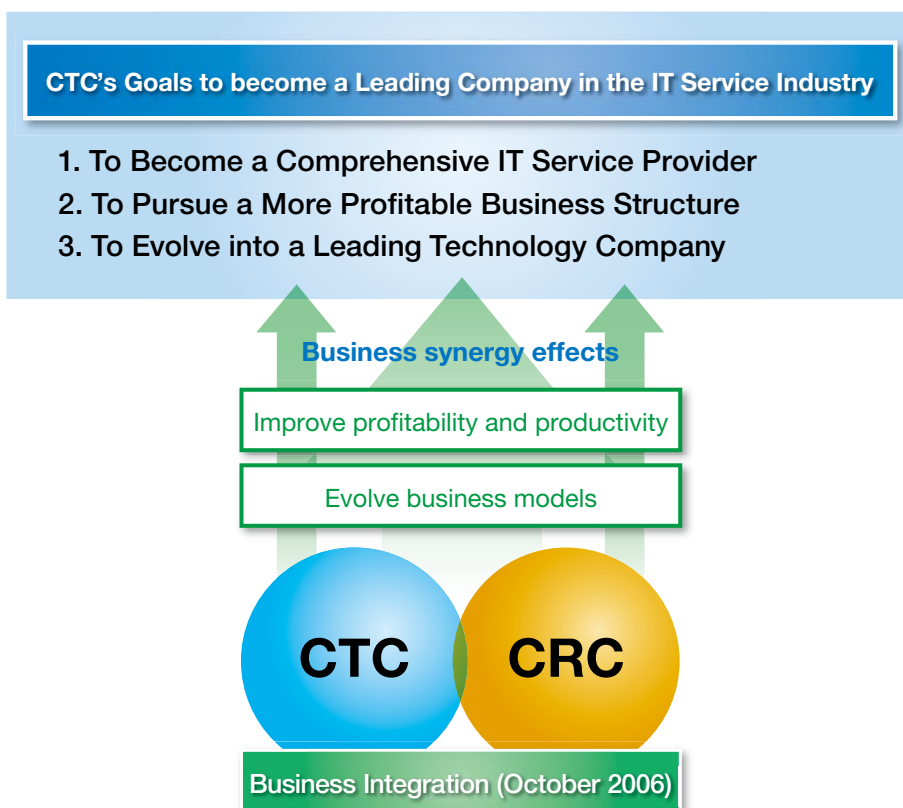 CTC's Goals to become a Leading Company in the IT Service Industry
1. To Become a Comprehensive IT Service Provider
2. To Pursue a More Profitable Business Structure
3. To Evolve into a Leading Technology Company
Business synergy effects
Improve profitability and productivity
Evolve business models
CTC CRC
Business Integration (October 2006)